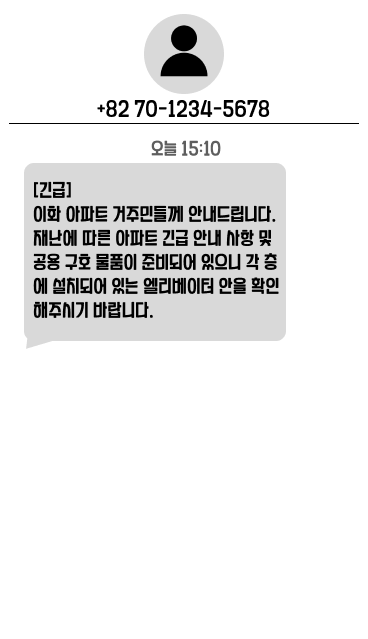 +82 70-1234-5678
오늘 15:10
[긴급]
이화 아파트 거주민들께 안내드립니다.
재난에 따른 아파트 긴급 안내 사항 및
공용 구호 물품이 준비되어 있으니 각 층
에 설치되어 있는 엘리베이터 안을 확인
해주시기 바랍니다.